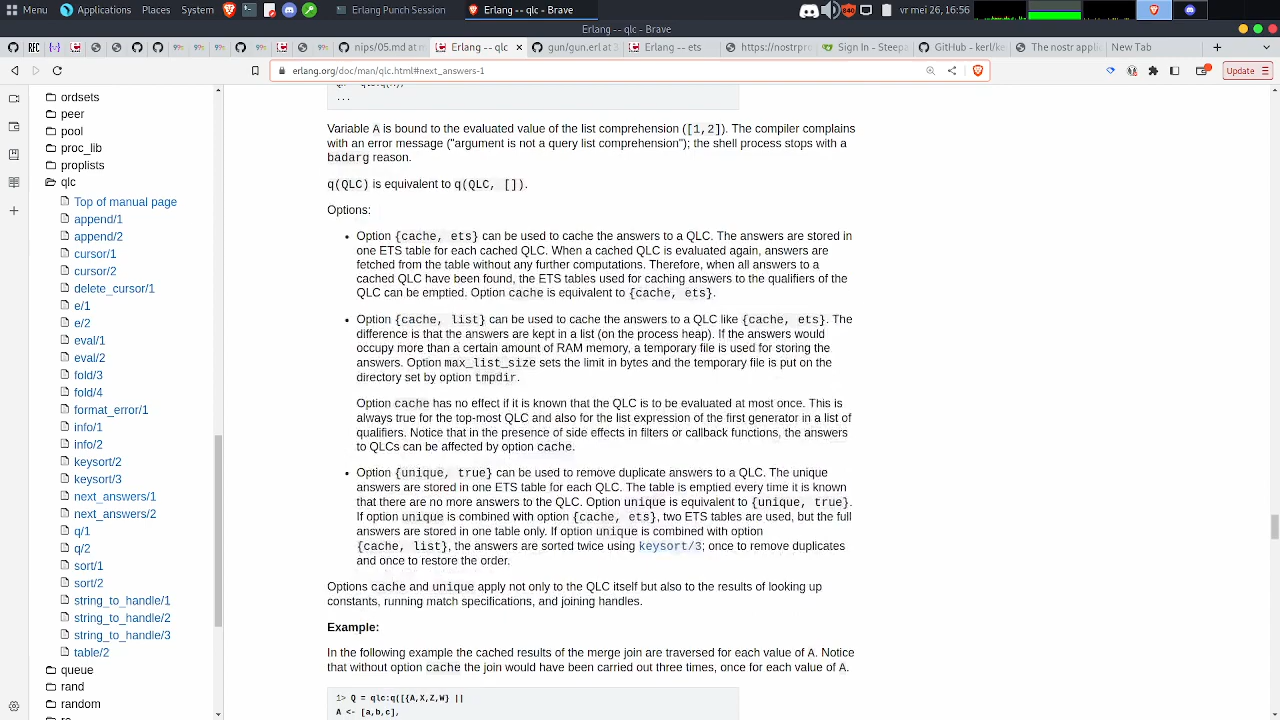 Menu Applications Places System Erlang Punch Session Erlang -- qlc - Brave 840 vr mei 26, 16:56
Erlang -- qlc - Brave
nips/05.md at m Erlang -- qlc gun/gun.erl at Erlang -- ets https://nostrpro Sign In - Steepa GitHub - kerl/ke The nostr applic New Tab
erlang.org/doc/man/qlc.html#next_answers-1 Update
ordsets
peer
pool
proc_lib
proplists
qlc
Top of manual page
append/1
append/2
cursor/1
cursor/2
delete_cursor/1
e/1
e/2
eval/1
eval/2
fold/3
fold/4
format_error/1
info/1
info/2
keysort/2
keysort/3
next_answers/1
next_answers/2
q/1
q/2
sort/1
sort/2
string_to_handle/1
string_to_handle/2
string_to_handle/3
table/2
queue
rand
random
...
Variable A is bound to the evaluated value of the list comprehension ([1,2]). The compiler complains
with an error message ("argument is not a query list comprehension"); the shell process stops with a
badarg reason.
q(QLC) is equivalent to q(QLC, []).
Options:
• Option {cache, ets} can be used to cache the answers to a QLC. The answers are stored in
one ETS table for each cached QLC. When a cached QLC is evaluated again, answers are
fetched from the table without any further computations. Therefore, when all answers to a
cached QLC have been found, the ETS tables used for caching answers to the qualifiers of the
QLC can be emptied. Option cache is equivalent to {cache, ets}.
• Option {cache, list} can be used to cache the answers to a QLC like {cache, ets}. The
difference is that the answers are kept in a list (on the process heap). If the answers would
occupy more than a certain amount of RAM memory, a temporary file is used for storing the
answers. Option max_list_size sets the limit in bytes and the temporary file is put on the
directory set by option tmpdir.
Option cache has no effect if it is known that the QLC is to be evaluated at most once. This is
always true for the top-most QLC and also for the list expression of the first generator in a list of
qualifiers. Notice that in the presence of side effects in filters or callback functions, the answers
to QLCs can be affected by option cache.
• Option {unique, true} can be used to remove duplicate answers to a QLC. The unique
answers are stored in one ETS table for each QLC. The table is emptied every time it is known
that there are no more answers to the QLC. Option unique is equivalent to {unique, true}.
If option unique is combined with option {cache, ets}, two ETS tables are used, but the full
answers are stored in one table only. If option unique is combined with option
{cache, list}, the answers are sorted twice using keysort/3; once to remove duplicates
and once to restore the order.
Options cache and unique apply not only to the QLC itself but also to the results of looking up
constants, running match specifications, and joining handles.
Example:
In the following example the cached results of the merge join are traversed for each value of A. Notice
that without option cache the join would have been carried out three times, once for each value of A.
1> Q = qlc:q([{A,X,Z,W} ||
A <- [a,b,c],